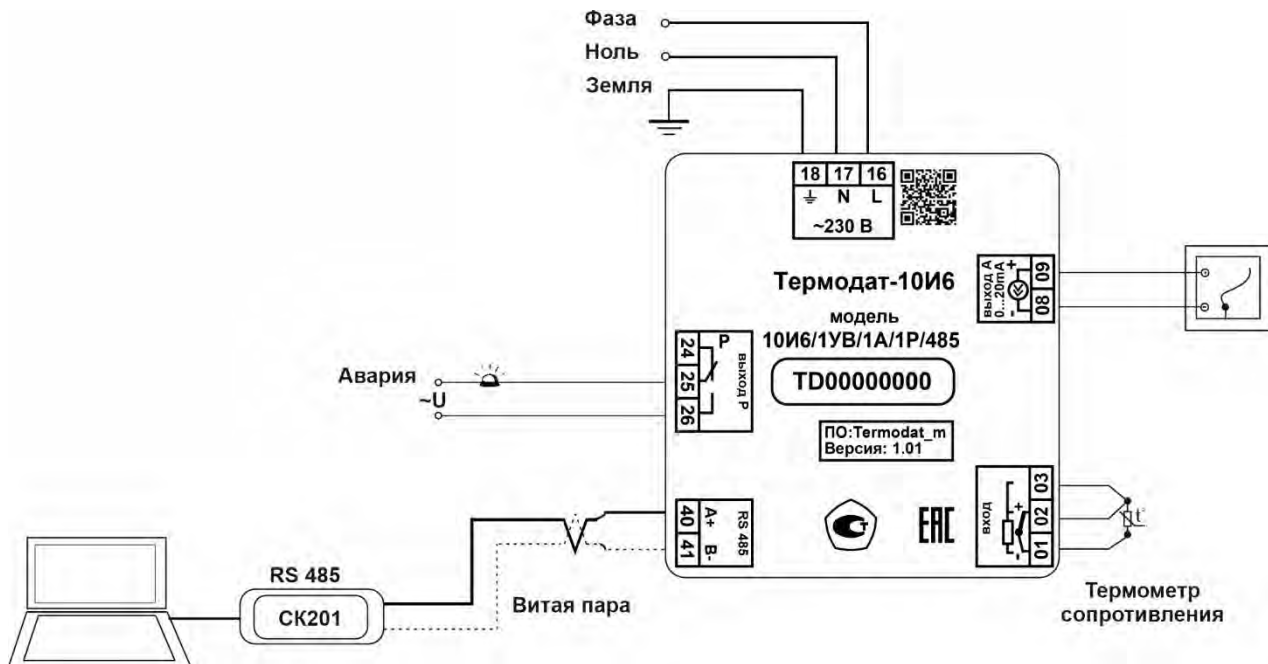 Фаза
Ноль
Земля
18 17 16
N L
~230 В
Термодат-10И6
модель
10И6/1УВ/1А/1Р/485
TD00000000
ПО:Termodat_m
Версия: 1.01
выход А
0...20mA
+
-
09
08
Авария
~U
24
25
26
P
выход P
40
41
A+
B-
RS 485
EAC
вход
+
-
03
02
01
t°
Термометр
сопротивления
RS 485
СК201
Витая пара